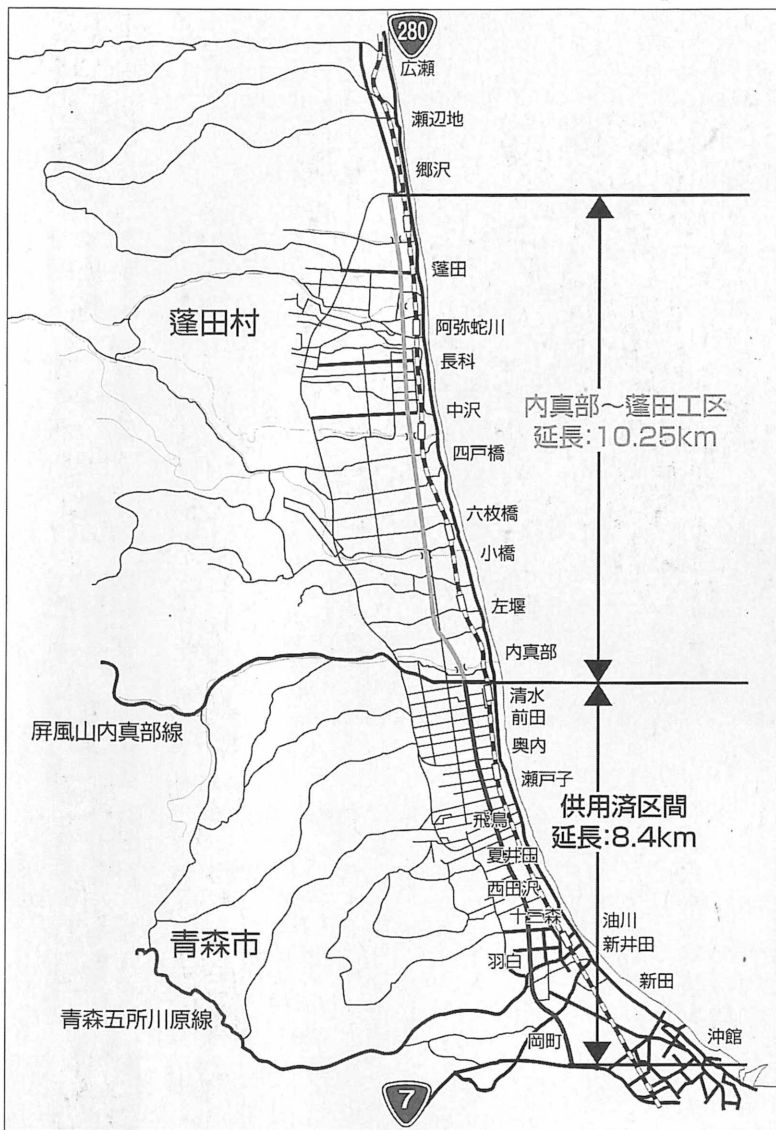 280
広瀬
瀬辺地
郷沢
蓬田
蓬田村
阿弥蛇川
長科
中沢
内真部～蓬田工区
延長:10.25km
四戸橋
六枚橋
小橋
左堰
内真部
屏風山内真部線
清水
前田
奥内
瀬戸子
供用済区間
延長:8.4km
飛鳥
夏井田
西田沢
十三森
油川
新井田
青森市
羽白
新田
青森五所川原線
岡町
沖館
7